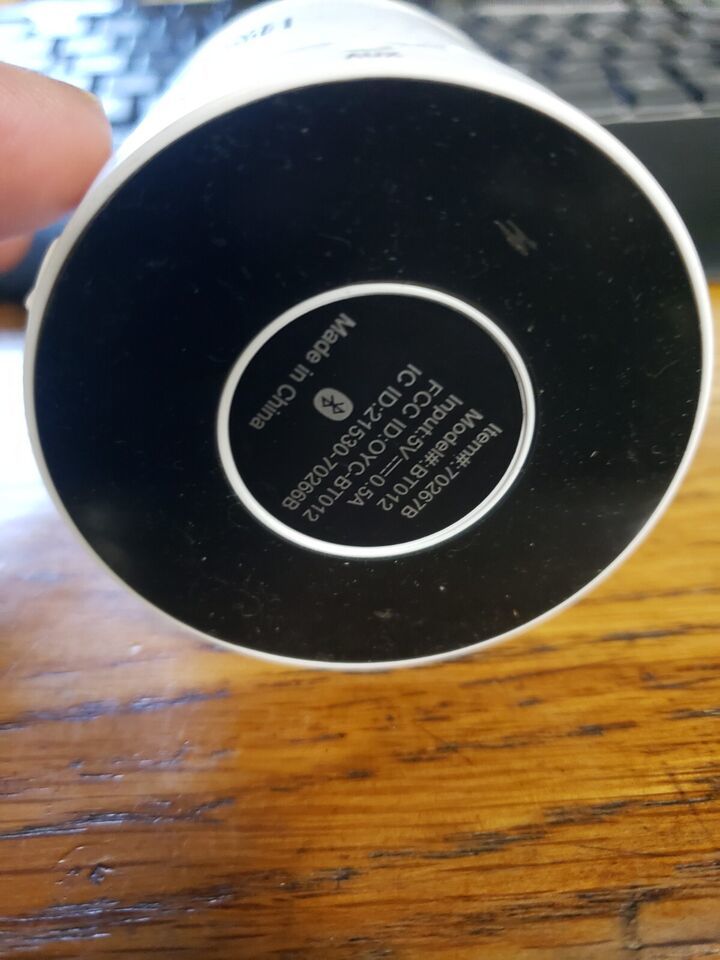 Item#:70267B
Model#:BT012
Input:5V⎓0.5A
FCC ID:OYC-BT012
IC ID:21530-70266B
Made in China